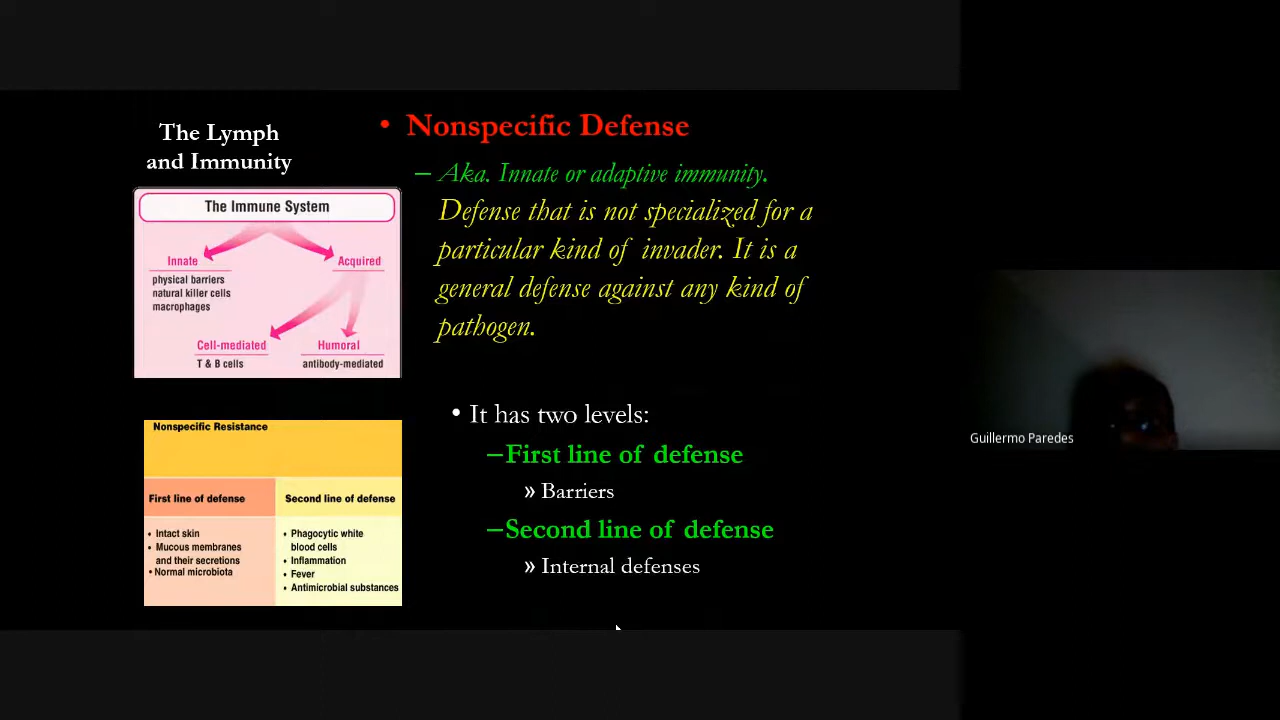 The Lymph
and Immunity
• Nonspecific Defense
– Aka. Innate or adaptive immunity.
Defense that is not specialized for a
particular kind of invader. It is a
general defense against any kind of
pathogen.
The Immune System
Innate
physical barriers
natural killer cells
macrophages
Acquired
Cell-mediated
T & B cells
Humoral
antibody-mediated
• It has two levels:
–First line of defense
» Barriers
–Second line of defense
» Internal defenses
Nonspecific Resistance
First line of defense
• Intact skin
• Mucous membranes
and their secretions
• Normal microbiota
Second line of defense
• Phagocytic white
blood cells
• Inflammation
• Fever
• Antimicrobial substances
Guillermo Paredes